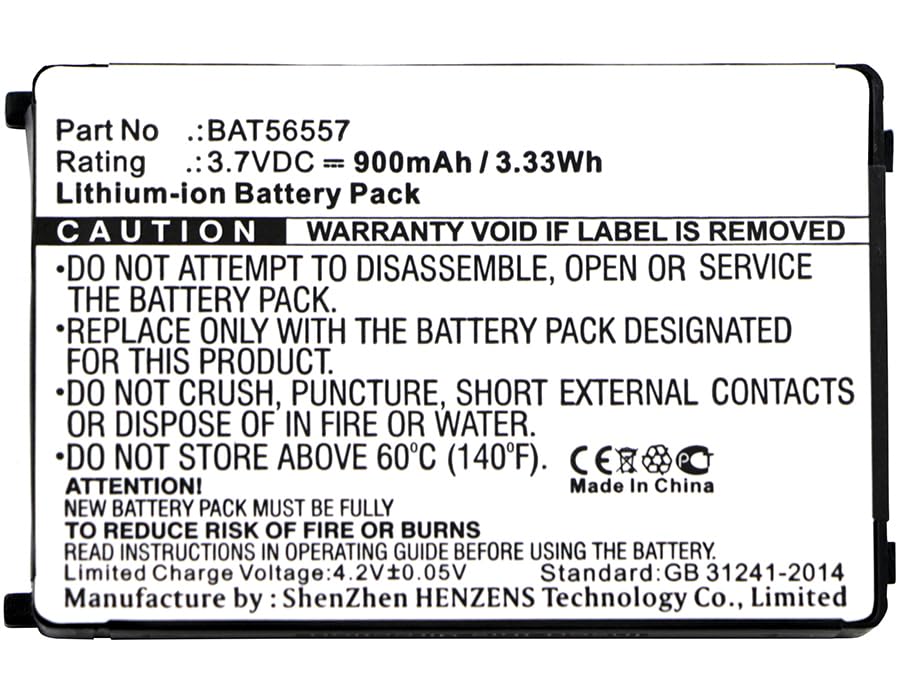 Part No .:BAT56557
Rating .:3.7VDC ⎓ 900mAh / 3.33Wh
Lithium-ion Battery Pack
CAUTION WARRANTY VOID IF LABEL IS REMOVED
•DO NOT ATTEMPT TO DISASSEMBLE, OPEN OR SERVICE
THE BATTERY PACK.
•REPLACE ONLY WITH THE BATTERY PACK DESIGNATED
FOR THIS PRODUCT.
•DO NOT CRUSH, PUNCTURE, SHORT EXTERNAL CONTACTS
OR DISPOSE OF IN FIRE OR WATER.
•DO NOT STORE ABOVE 60°C (140°F). CE PCT
Made In China
ATTENTION!
NEW BATTERY PACK MUST BE FULLY
TO REDUCE RISK OF FIRE OR BURNS
READ INSTRUCTIONS IN OPERATING GUIDE BEFORE USING THE BATTERY.
Limited Charge Voltage:4.2V±0.05V Standard:GB 31241-2014
Manufacture by : ShenZhen HENZENS Technology Co., Limited